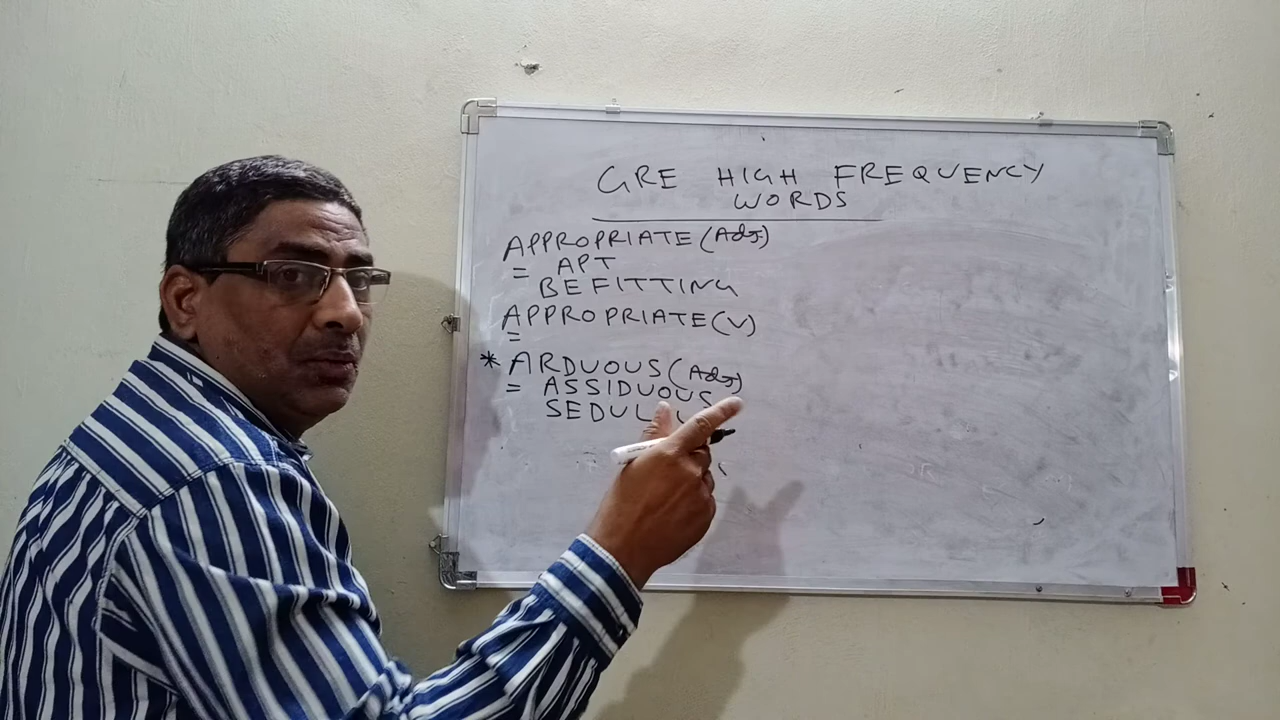 GRE HIGH FREQUENCY
WORDS
APPROPRIATE (Adj)
= APT
BEFITTING
APPROPRIATE (V)
=
* ARDUOUS (Adj)
= ASSIDUOUS